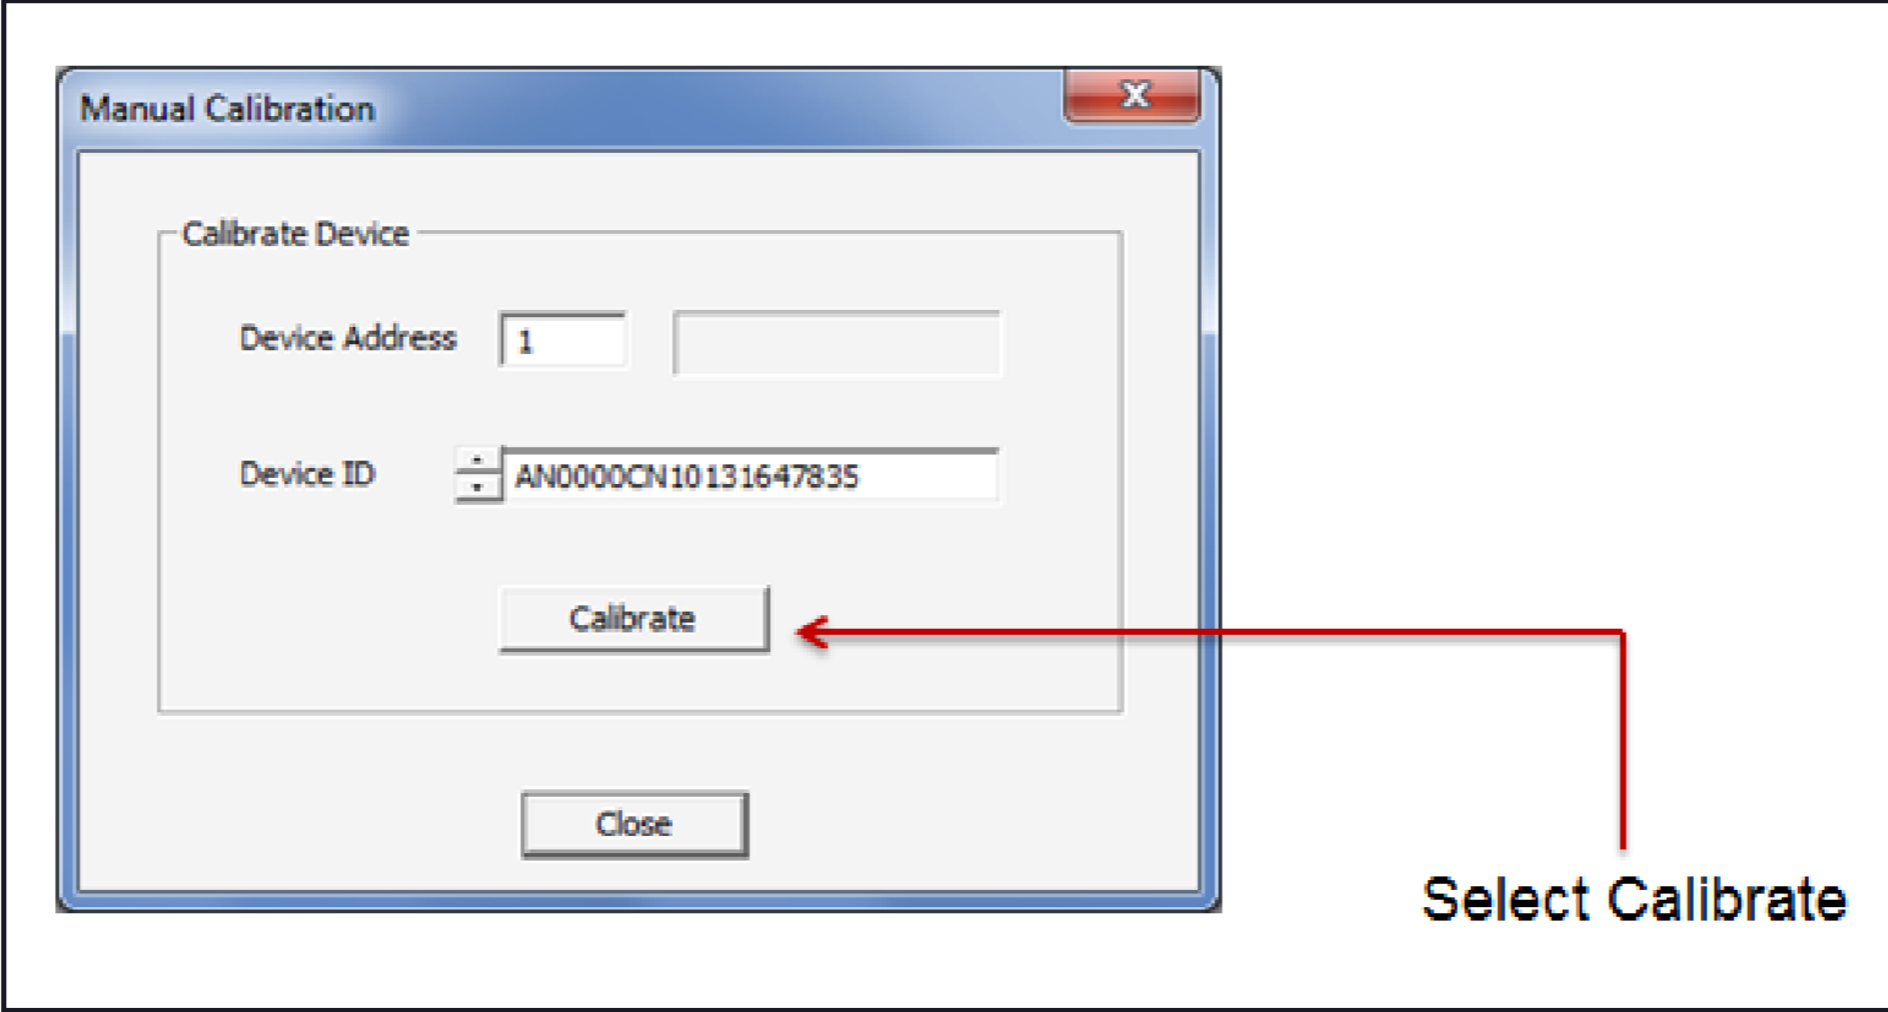 Manual Calibration
Calibrate Device
Device Address 1
Device ID AN0000CN10131647835
Calibrate
Close
Select Calibrate